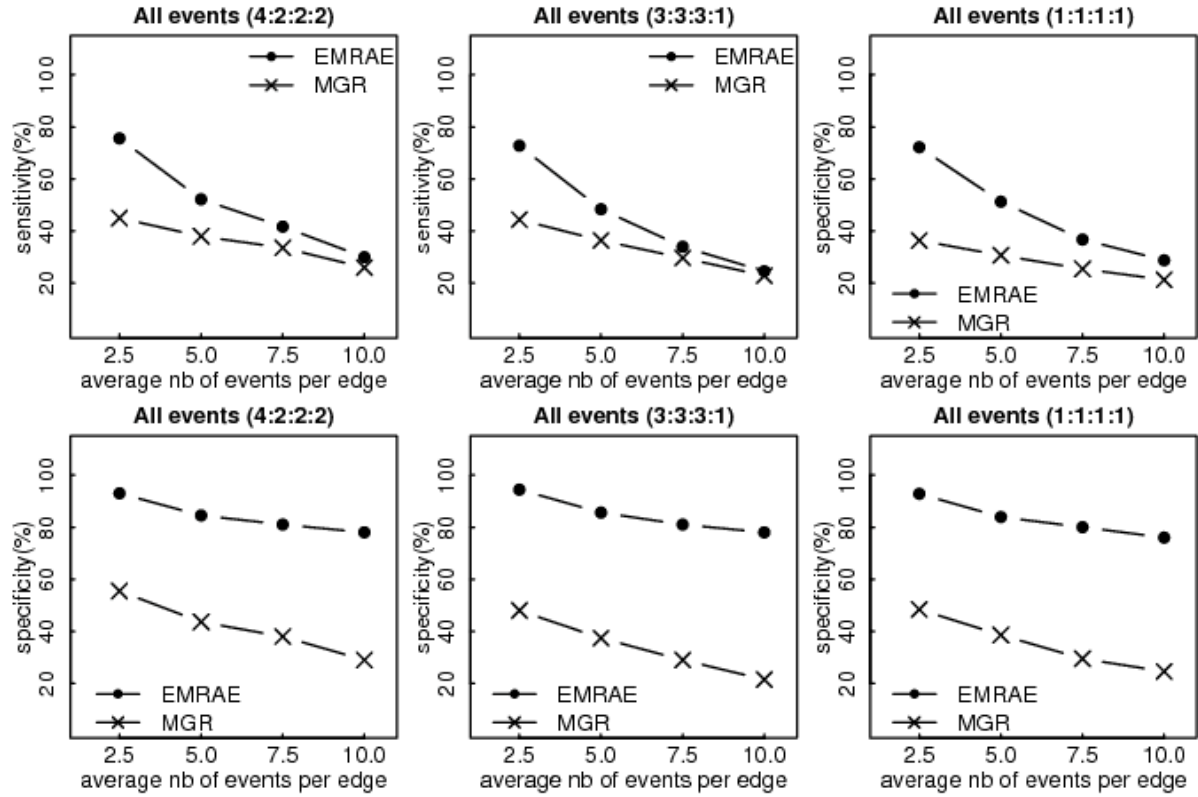 All events (4:2:2:2)
sensitivity(%)
100
80
60
40
20
EMRAE
MGR
2.5 5.0 7.5 10.0
average nb of events per edge
All events (3:3:3:1)
sensitivity(%)
100
80
60
40
20
EMRAE
MGR
2.5 5.0 7.5 10.0
average nb of events per edge
All events (1:1:1:1)
specificity(%)
100
80
60
40
20
EMRAE
MGR
2.5 5.0 7.5 10.0
average nb of events per edge
All events (4:2:2:2)
specificity(%)
100
80
60
40
20
EMRAE
MGR
2.5 5.0 7.5 10.0
average nb of events per edge
All events (3:3:3:1)
specificity(%)
100
80
60
40
20
EMRAE
MGR
2.5 5.0 7.5 10.0
average nb of events per edge
All events (1:1:1:1)
specificity(%)
100
80
60
40
20
EMRAE
MGR
2.5 5.0 7.5 10.0
average nb of events per edge